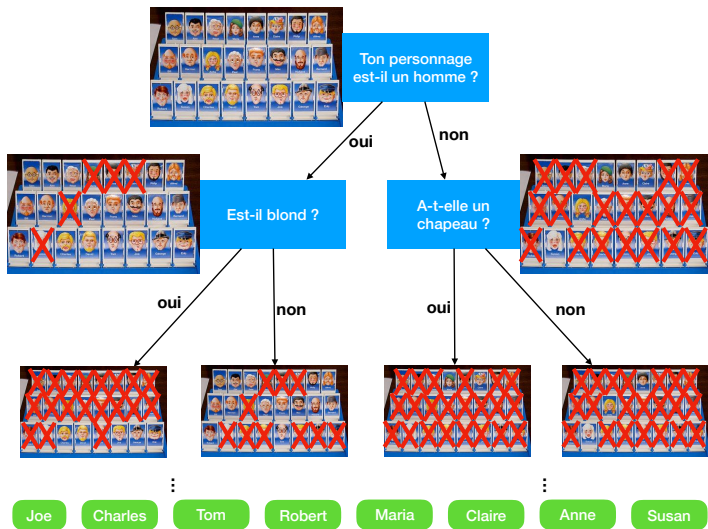 Ton personnage
est-il un homme ?
oui
non
Est-il blond ?
A-t-elle un
chapeau ?
oui
non
oui
non
⋮
⋮
Joe
Charles
Tom
Robert
Maria
Claire
Anne
Susan